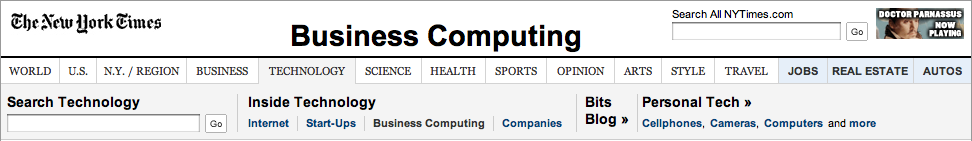 The New York Times
Business Computing
Search All NYTimes.com
Go
DOCTOR PARNASSUS
NOW
PLAYING
WORLD U.S. N.Y. / REGION BUSINESS TECHNOLOGY SCIENCE HEALTH SPORTS OPINION ARTS STYLE TRAVEL JOBS REAL ESTATE AUTOS
Search Technology
Go
Inside Technology
Internet Start-Ups Business Computing Companies
Bits
Blog »
Personal Tech »
Cellphones, Cameras, Computers and more